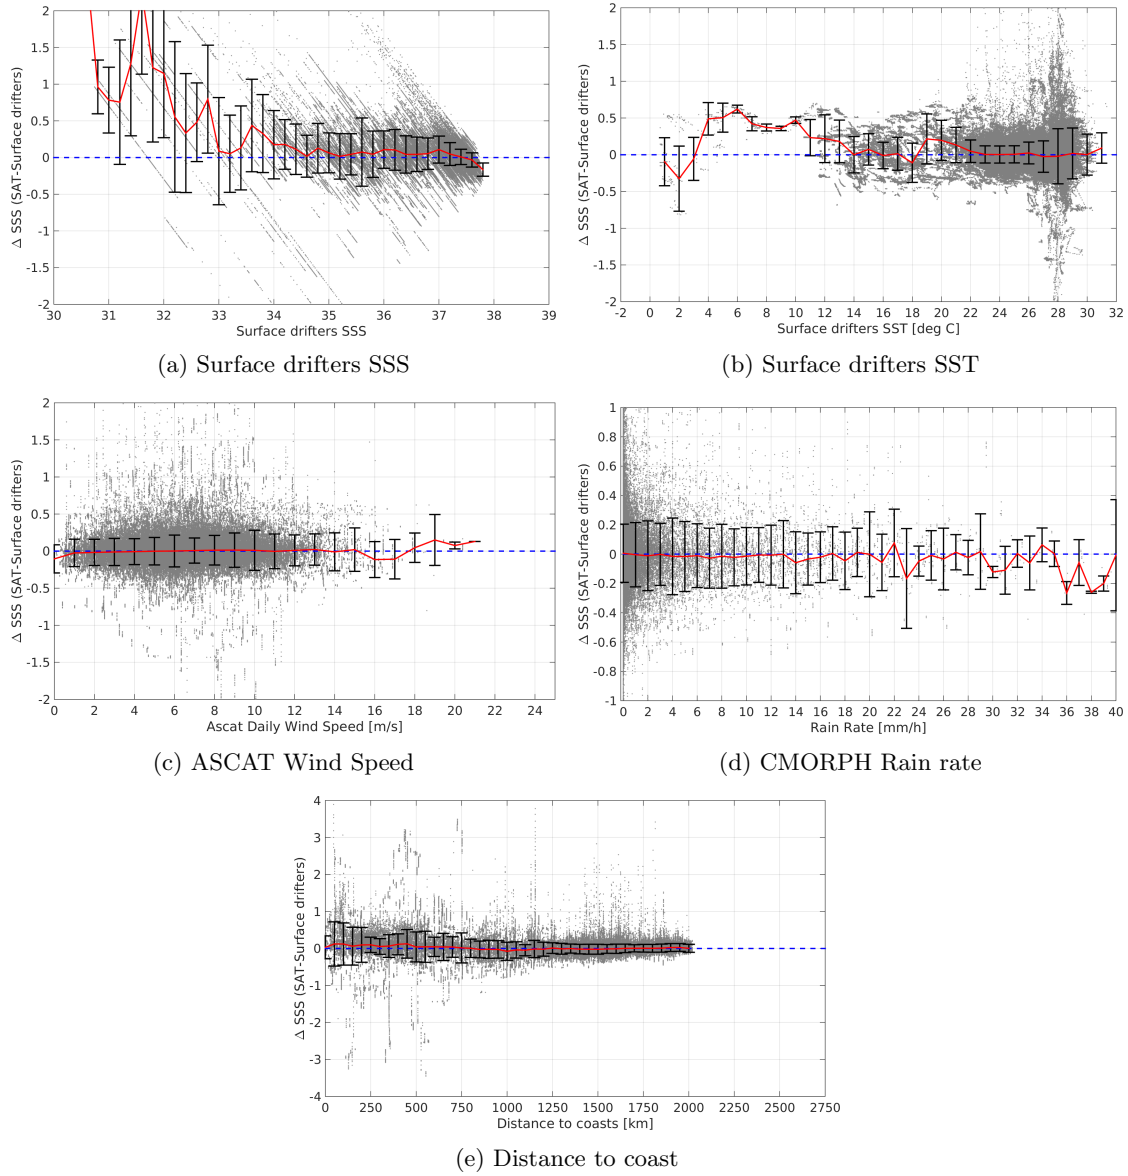 2
1.5
1
0.5
0
-0.5
-1
-1.5
-2
Δ SSS (SAT-Surface drifters)
30 31 32 33 34 35 36 37 38 39
Surface drifters SSS
(a) Surface drifters SSS
2
1.5
1
0.5
0
-0.5
-1
-1.5
-2
Δ SSS (SAT-Surface drifters)
-2 0 2 4 6 8 10 12 14 16 18 20 22 24 26 28 30 32
Surface drifters SST [deg C]
(b) Surface drifters SST
2
1.5
1
0.5
0
-0.5
-1
-1.5
-2
Δ SSS (SAT-Surface drifters)
0 2 4 6 8 10 12 14 16 18 20 22 24
Ascat Daily Wind Speed [m/s]
(c) ASCAT Wind Speed
1
0.8
0.6
0.4
0.2
0
-0.2
-0.4
-0.6
-0.8
-1
Δ SSS (SAT-Surface drifters)
0 2 4 6 8 10 12 14 16 18 20 22 24 26 28 30 32 34 36 38 40
Rain Rate [mm/h]
(d) CMORPH Rain rate
4
3
2
1
0
-1
-2
-3
-4
Δ SSS (SAT-Surface drifters)
0 250 500 750 1000 1250 1500 1750 2000 2250 2500 2750
Distance to coasts [km]
(e) Distance to coast